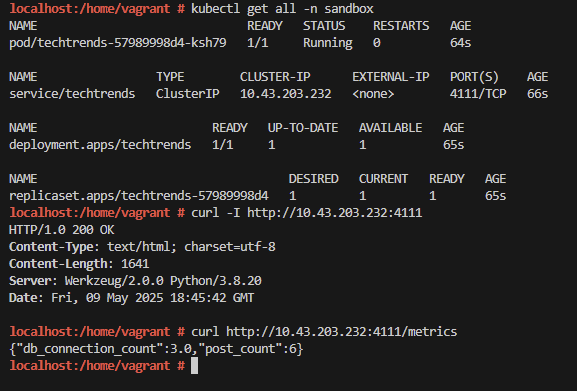 localhost:/home/vagrant # kubectl get all -n sandbox
NAME                              READY   STATUS    RESTARTS   AGE
pod/techtrends-57989998d4-ksh79   1/1     Running   0          64s
NAME                 TYPE        CLUSTER-IP      EXTERNAL-IP   PORT(S)    AGE
service/techtrends   ClusterIP   10.43.203.232   <none>        4111/TCP   66s
NAME                         READY   UP-TO-DATE   AVAILABLE   AGE
deployment.apps/techtrends   1/1     1            1           65s
NAME                                    DESIRED   CURRENT   READY   AGE
replicaset.apps/techtrends-57989998d4   1         1         1       65s
localhost:/home/vagrant # curl -I http://10.43.203.232:4111
HTTP/1.0 200 OK
Content-Type: text/html; charset=utf-8
Content-Length: 1641
Server: Werkzeug/2.0.0 Python/3.8.20
Date: Fri, 09 May 2025 18:45:42 GMT
localhost:/home/vagrant # curl http://10.43.203.232:4111/metrics
{"db_connection_count":3.0,"post_count":6}
localhost:/home/vagrant #